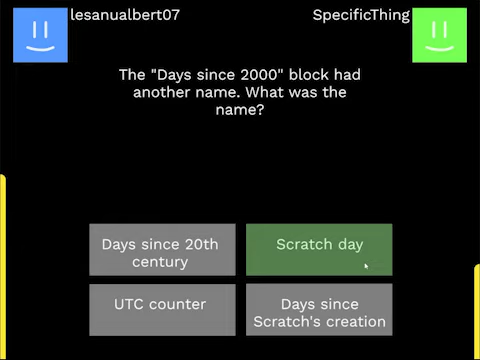 lesanualbert07
SpecificThing
The "Days since 2000" block had
another name. What was the
name?
Days since 20th
century
Scratch day
UTC counter
Days since
Scratch's creation